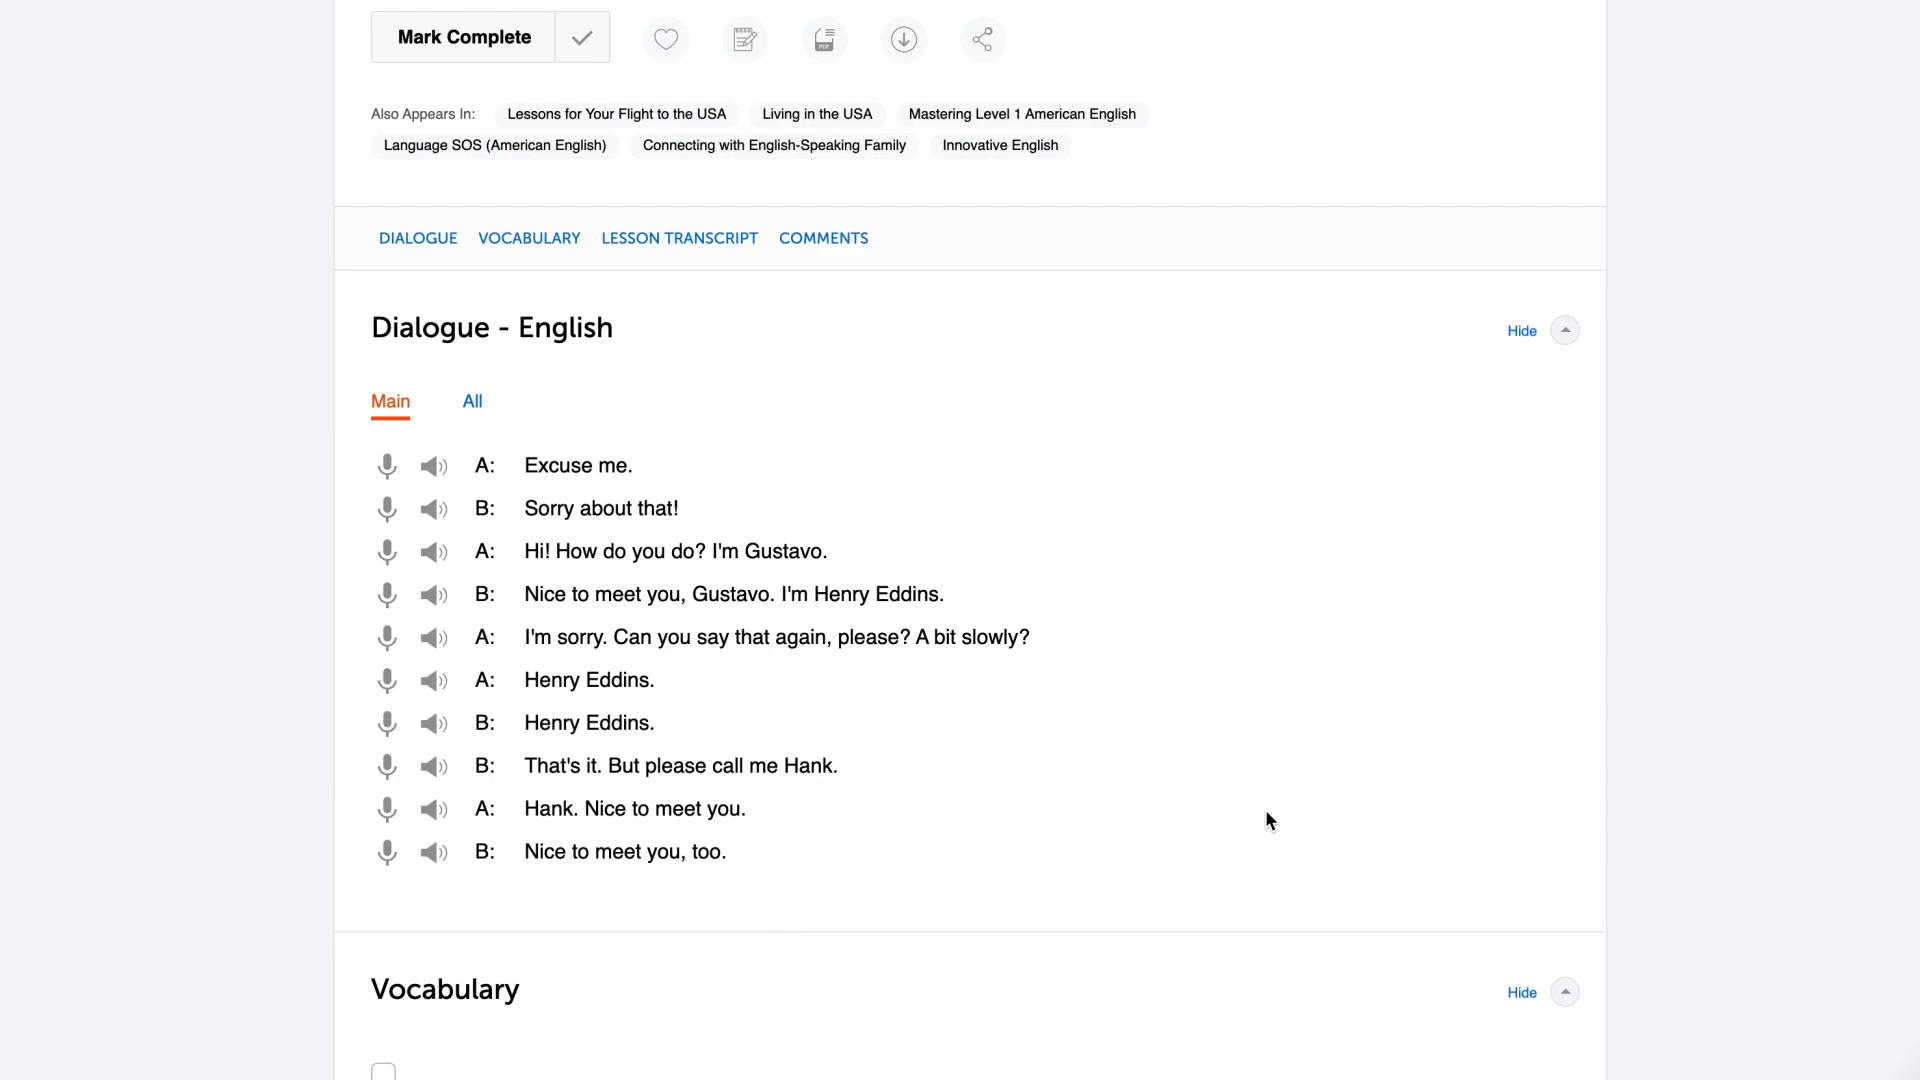 Mark Complete
Also Appears In: Lessons for Your Flight to the USA Living in the USA Mastering Level 1 American English
Language SOS (American English) Connecting with English-Speaking Family Innovative English
DIALOGUE VOCABULARY LESSON TRANSCRIPT COMMENTS
Dialogue - English Hide
Main All
A: Excuse me.
B: Sorry about that!
A: Hi! How do you do? I'm Gustavo.
B: Nice to meet you, Gustavo. I'm Henry Eddins.
A: I'm sorry. Can you say that again, please? A bit slowly?
A: Henry Eddins.
B: Henry Eddins.
B: That's it. But please call me Hank.
A: Hank. Nice to meet you.
B: Nice to meet you, too.
Vocabulary Hide